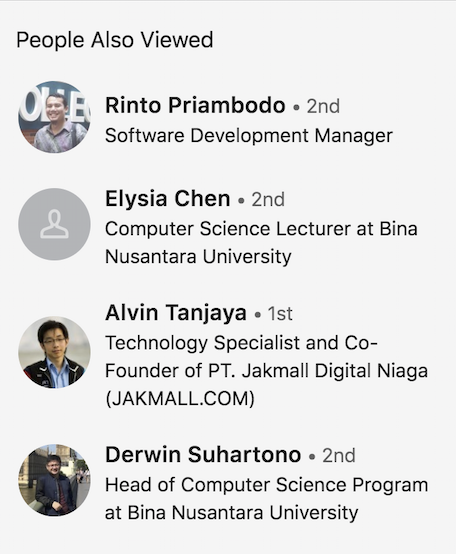 People Also Viewed
Rinto Priambodo • 2nd
Software Development Manager
Elysia Chen • 2nd
Computer Science Lecturer at Bina
Nusantara University
Alvin Tanjaya • 1st
Technology Specialist and Co-
Founder of PT. Jakmall Digital Niaga
(JAKMALL.COM)
Derwin Suhartono • 2nd
Head of Computer Science Program
at Bina Nusantara University